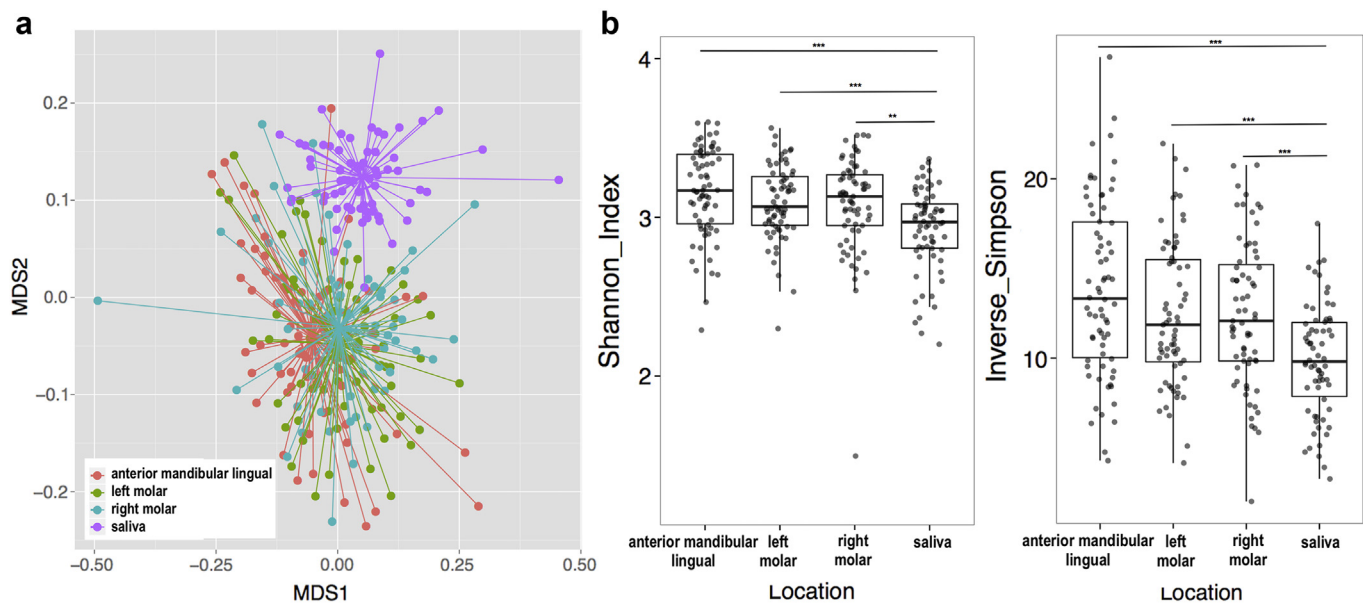 a
MDS2
0.2
0.1
0.0
−0.1
−0.2
anterior mandibular lingual
left molar
right molar
saliva
−0.50
−0.25
0.00
0.25
0.50
MDS1
b
Shannon_Index
4
3
2
***
***
**
anterior mandibular
lingual
left
molar
right
molar
saliva
Location
Inverse_Simpson
20
10
***
***
***
anterior mandibular
lingual
left
molar
right
molar
saliva
Location